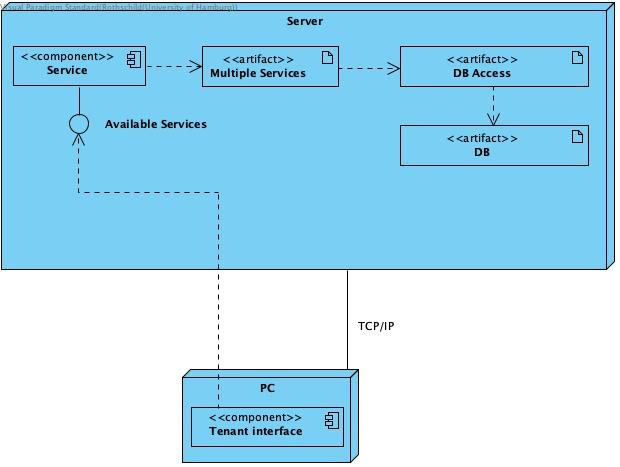 Visual Paradigm Standard(Rothschild(University of Hamburg))
Server
<<component>>
Service
<<artifact>>
Multiple Services
<<artifact>>
DB Access
Available Services
<<artifact>>
DB
TCP/IP
PC
<<component>>
Tenant interface